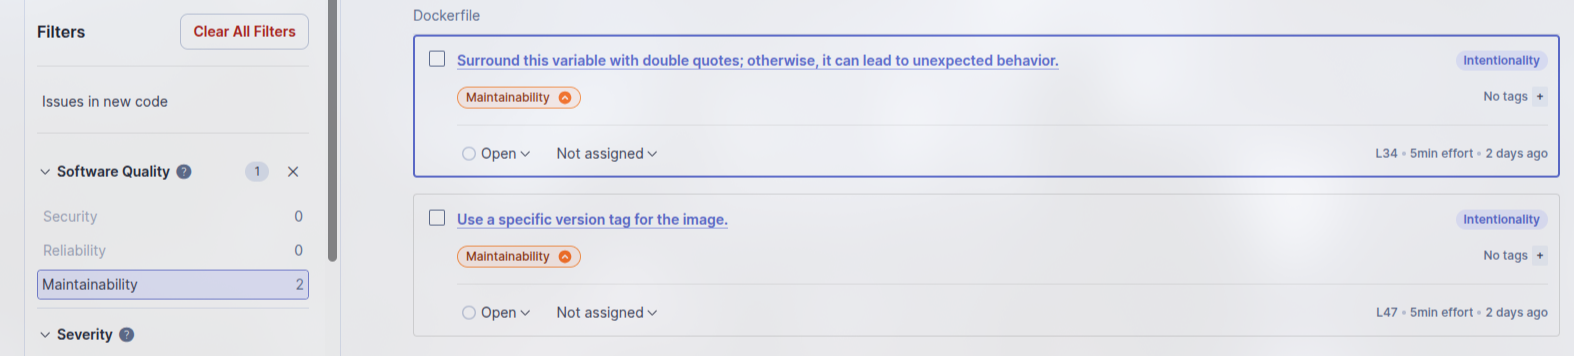 Filters
Clear All Filters
Issues in new code
Software Quality ? 1
Security 0
Reliability 0
Maintainability 2
Severity ?
Dockerfile
Surround this variable with double quotes; otherwise, it can lead to unexpected behavior.
Intentionality
Maintainability
No tags +
Open
Not assigned
L34 • 5min effort • 2 days ago
Use a specific version tag for the image.
Intentionality
Maintainability
No tags +
Open
Not assigned
L47 • 5min effort • 2 days ago